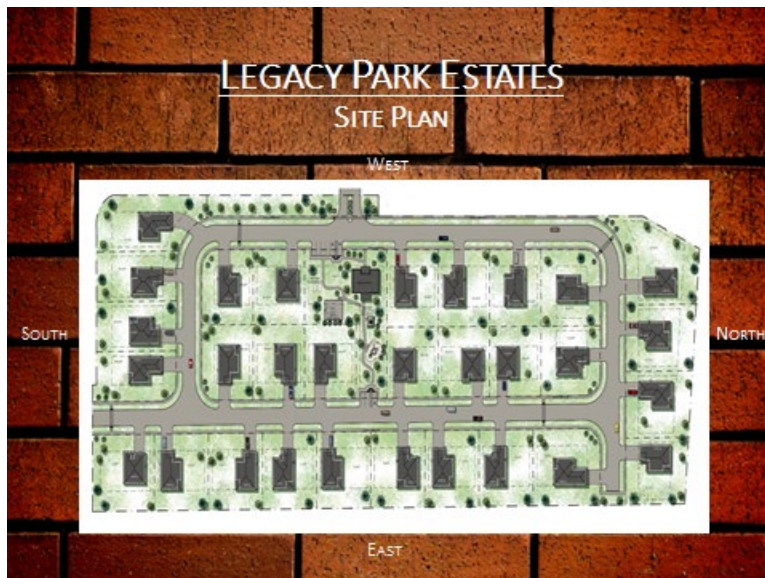 LEGACY PARK ESTATES
SITE PLAN
WEST
SOUTH
NORTH
EAST